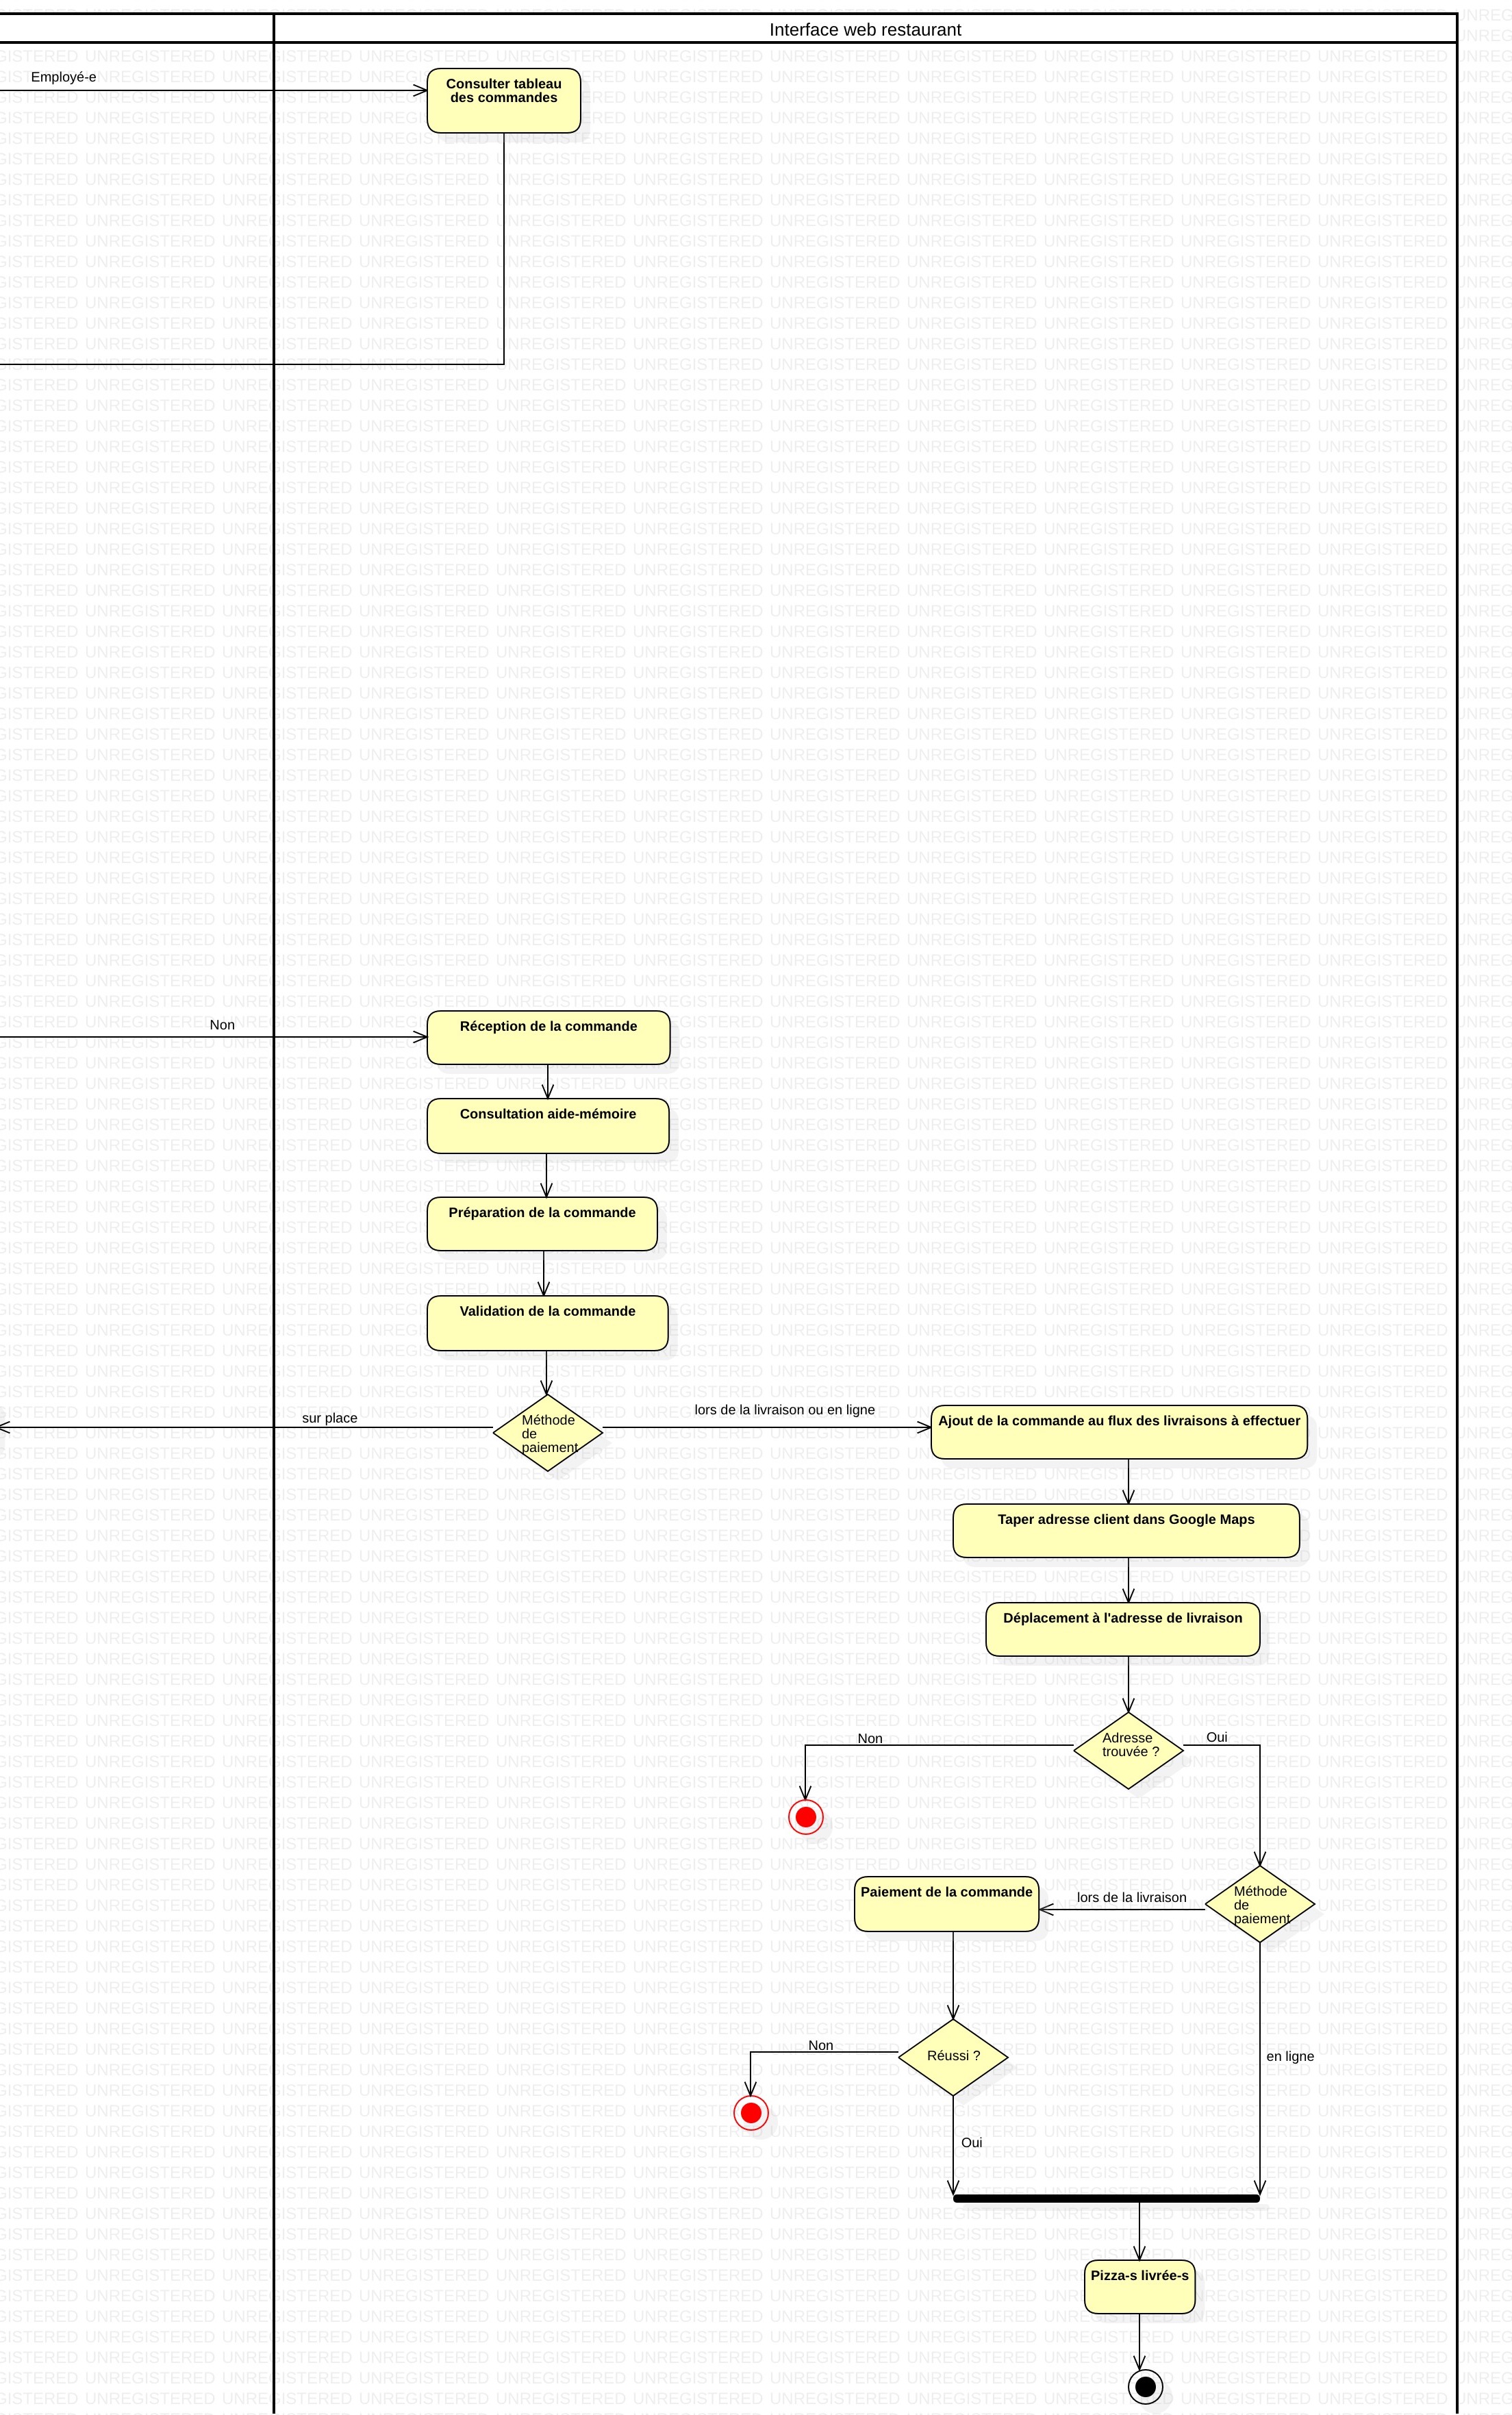 Interface web restaurant
Employé-e
Consulter tableau
des commandes
Non
Réception de la commande
Consultation aide-mémoire
Préparation de la commande
Validation de la commande
sur place
Méthode
de
paiement
lors de la livraison ou en ligne
Ajout de la commande au flux des livraisons à effectuer
Taper adresse client dans Google Maps
Déplacement à l'adresse de livraison
Non
Adresse
trouvée ?
Oui
Paiement de la commande
lors de la livraison
Méthode
de
paiement
Non
Réussi ?
en ligne
Oui
Pizza-s livrée-s
UNREGISTERED